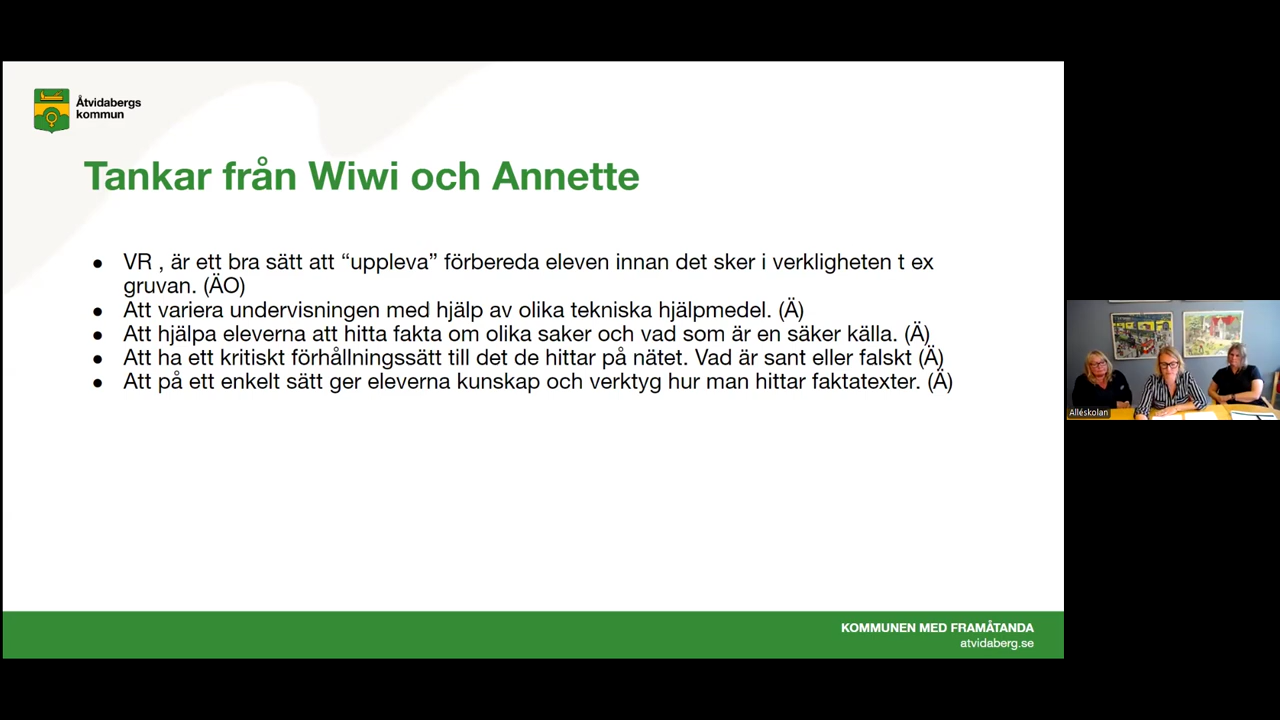 Åtvidabergs
kommun
Tankar från Wiwi och Annette
● VR , är ett bra sätt att “uppleva” förbereda eleven innan det sker i verkligheten t ex
gruvan. (ÄO)
● Att variera undervisningen med hjälp av olika tekniska hjälpmedel. (Ä)
● Att hjälpa eleverna att hitta fakta om olika saker och vad som är en säker källa. (Ä)
● Att ha ett kritiskt förhållningssätt till det de hittar på nätet. Vad är sant eller falskt (Ä)
● Att på ett enkelt sätt ger eleverna kunskap och verktyg hur man hittar faktatexter. (Ä)
Alléskolan
KOMMUNEN MED FRAMÅTANDA
atvidaberg.se